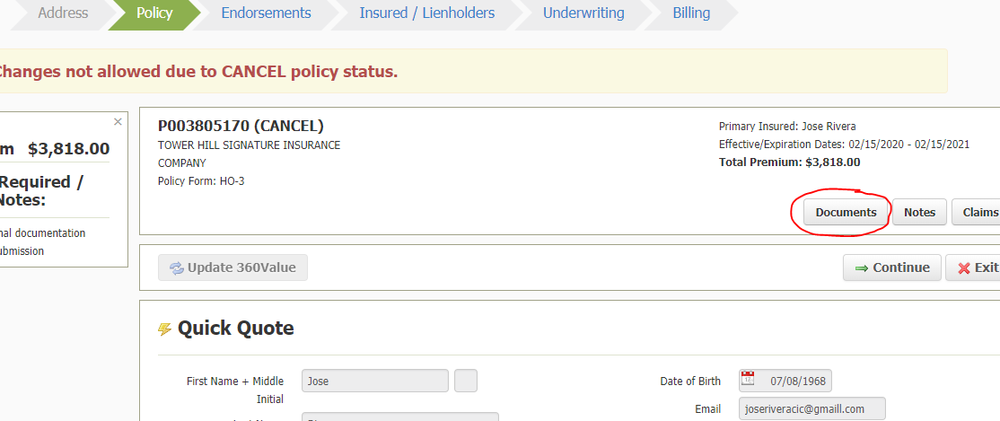 Address Policy Endorsements Insured / Lienholders Underwriting Billing
Changes not allowed due to CANCEL policy status.
$3,818.00
Required /
Notes:
documentation
P003805170 (CANCEL)
TOWER HILL SIGNATURE INSURANCE
COMPANY
Policy Form: HO-3
Primary Insured: Jose Rivera
Effective/Expiration Dates: 02/15/2020 - 02/15/2021
Total Premium: $3,818.00
Documents Notes Claims
Update 360Value Continue Exit
Quick Quote
First Name + Middle
Initial
Jose
Date of Birth 07/08/1968
Email joseriveracic@gmaill.com